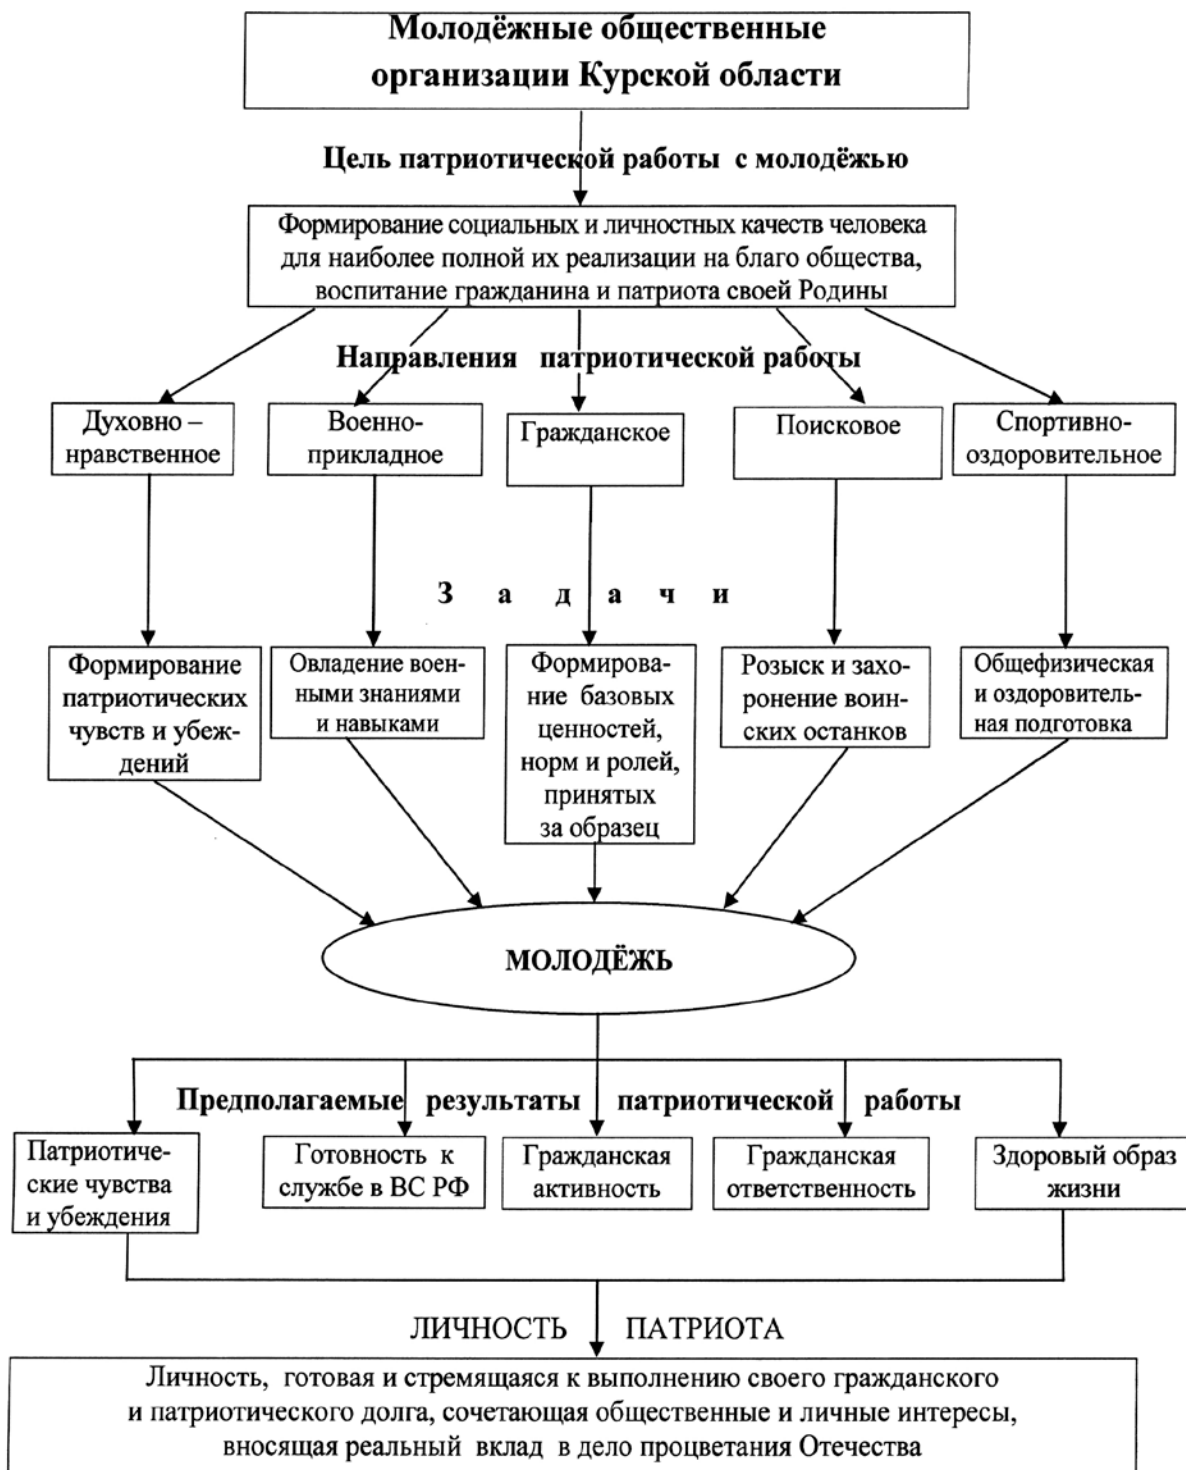 Молодёжные общественные
организации Курской области
Цель патриотической работы с молодёжью
Формирование социальных и личностных качеств человека
для наиболее полной их реализации на благо общества,
воспитание гражданина и патриота своей Родины
Направления патриотической работы
Духовно –
нравственное
Военно-
прикладное
Гражданское
Поисковое
Спортивно-
оздоровительное
З а д а ч и
Формирование
патриотических
чувств и убеж-
дений
Овладение воен-
ными знаниями
и навыками
Формирова-
ние базовых
ценностей,
норм и ролей,
принятых
за образец
Розыск и захо-
ронение воин-
ских останков
Общефизическая
и оздоровитель-
ная подготовка
МОЛОДЁЖЬ
Предполагаемые результаты патриотической работы
Патриотиче-
ские чувства
и убеждения
Готовность к
службе в ВС РФ
Гражданская
активность
Гражданская
ответственность
Здоровый образ
жизни
ЛИЧНОСТЬ ПАТРИОТА
Личность, готовая и стремящаяся к выполнению своего гражданского
и патриотического долга, сочетающая общественные и личные интересы,
вносящая реальный вклад в дело процветания Отечества